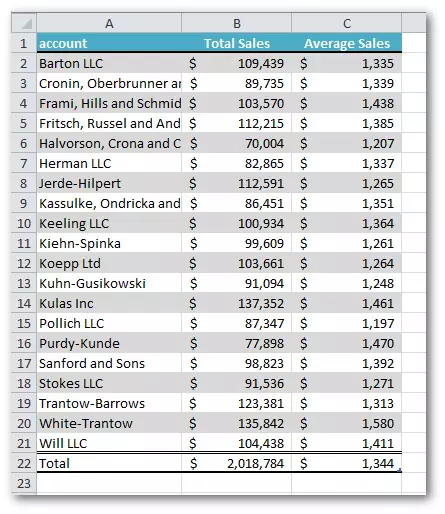 A B C
1 account Total Sales Average Sales
2 Barton LLC $ 109,439 $ 1,335
3 Cronin, Oberbrunner ar $ 89,735 $ 1,339
4 Frami, Hills and Schmid $ 103,570 $ 1,438
5 Fritsch, Russel and And $ 112,215 $ 1,385
6 Halvorson, Crona and C $ 70,004 $ 1,207
7 Herman LLC $ 82,865 $ 1,337
8 Jerde-Hilpert $ 112,591 $ 1,265
9 Kassulke, Ondricka and $ 86,451 $ 1,351
10 Keeling LLC $ 100,934 $ 1,364
11 Kiehn-Spinka $ 99,609 $ 1,261
12 Koepp Ltd $ 103,661 $ 1,264
13 Kuhn-Gusikowski $ 91,094 $ 1,248
14 Kulas Inc $ 137,352 $ 1,461
15 Pollich LLC $ 87,347 $ 1,197
16 Purdy-Kunde $ 77,898 $ 1,470
17 Sanford and Sons $ 98,823 $ 1,392
18 Stokes LLC $ 91,536 $ 1,271
19 Trantow-Barrows $ 123,381 $ 1,313
20 White-Trantow $ 135,842 $ 1,580
21 Will LLC $ 104,438 $ 1,411
22 Total $ 2,018,784 $ 1,344
23